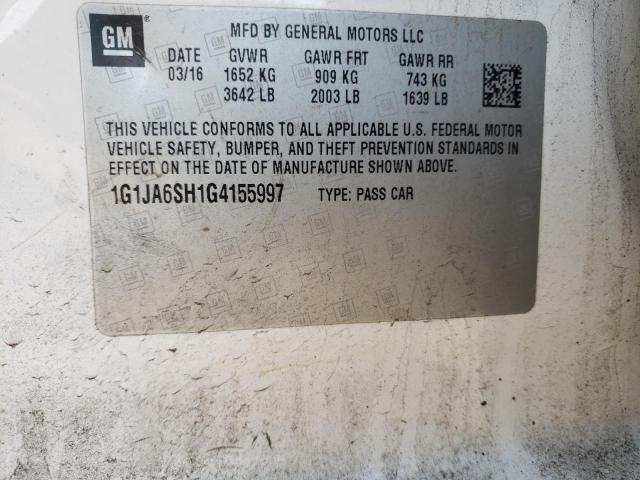 GM
MFD BY GENERAL MOTORS LLC
DATE GVWR GAWR FRT GAWR RR
03/16 1652 KG 909 KG 743 KG
3642 LB 2003 LB 1639 LB
THIS VEHICLE CONFORMS TO ALL APPLICABLE U.S. FEDERAL MOTOR
VEHICLE SAFETY, BUMPER, AND THEFT PREVENTION STANDARDS IN
EFFECT ON THE DATE OF MANUFACTURE SHOWN ABOVE.
1G1JA6SH1G4155997 TYPE: PASS CAR